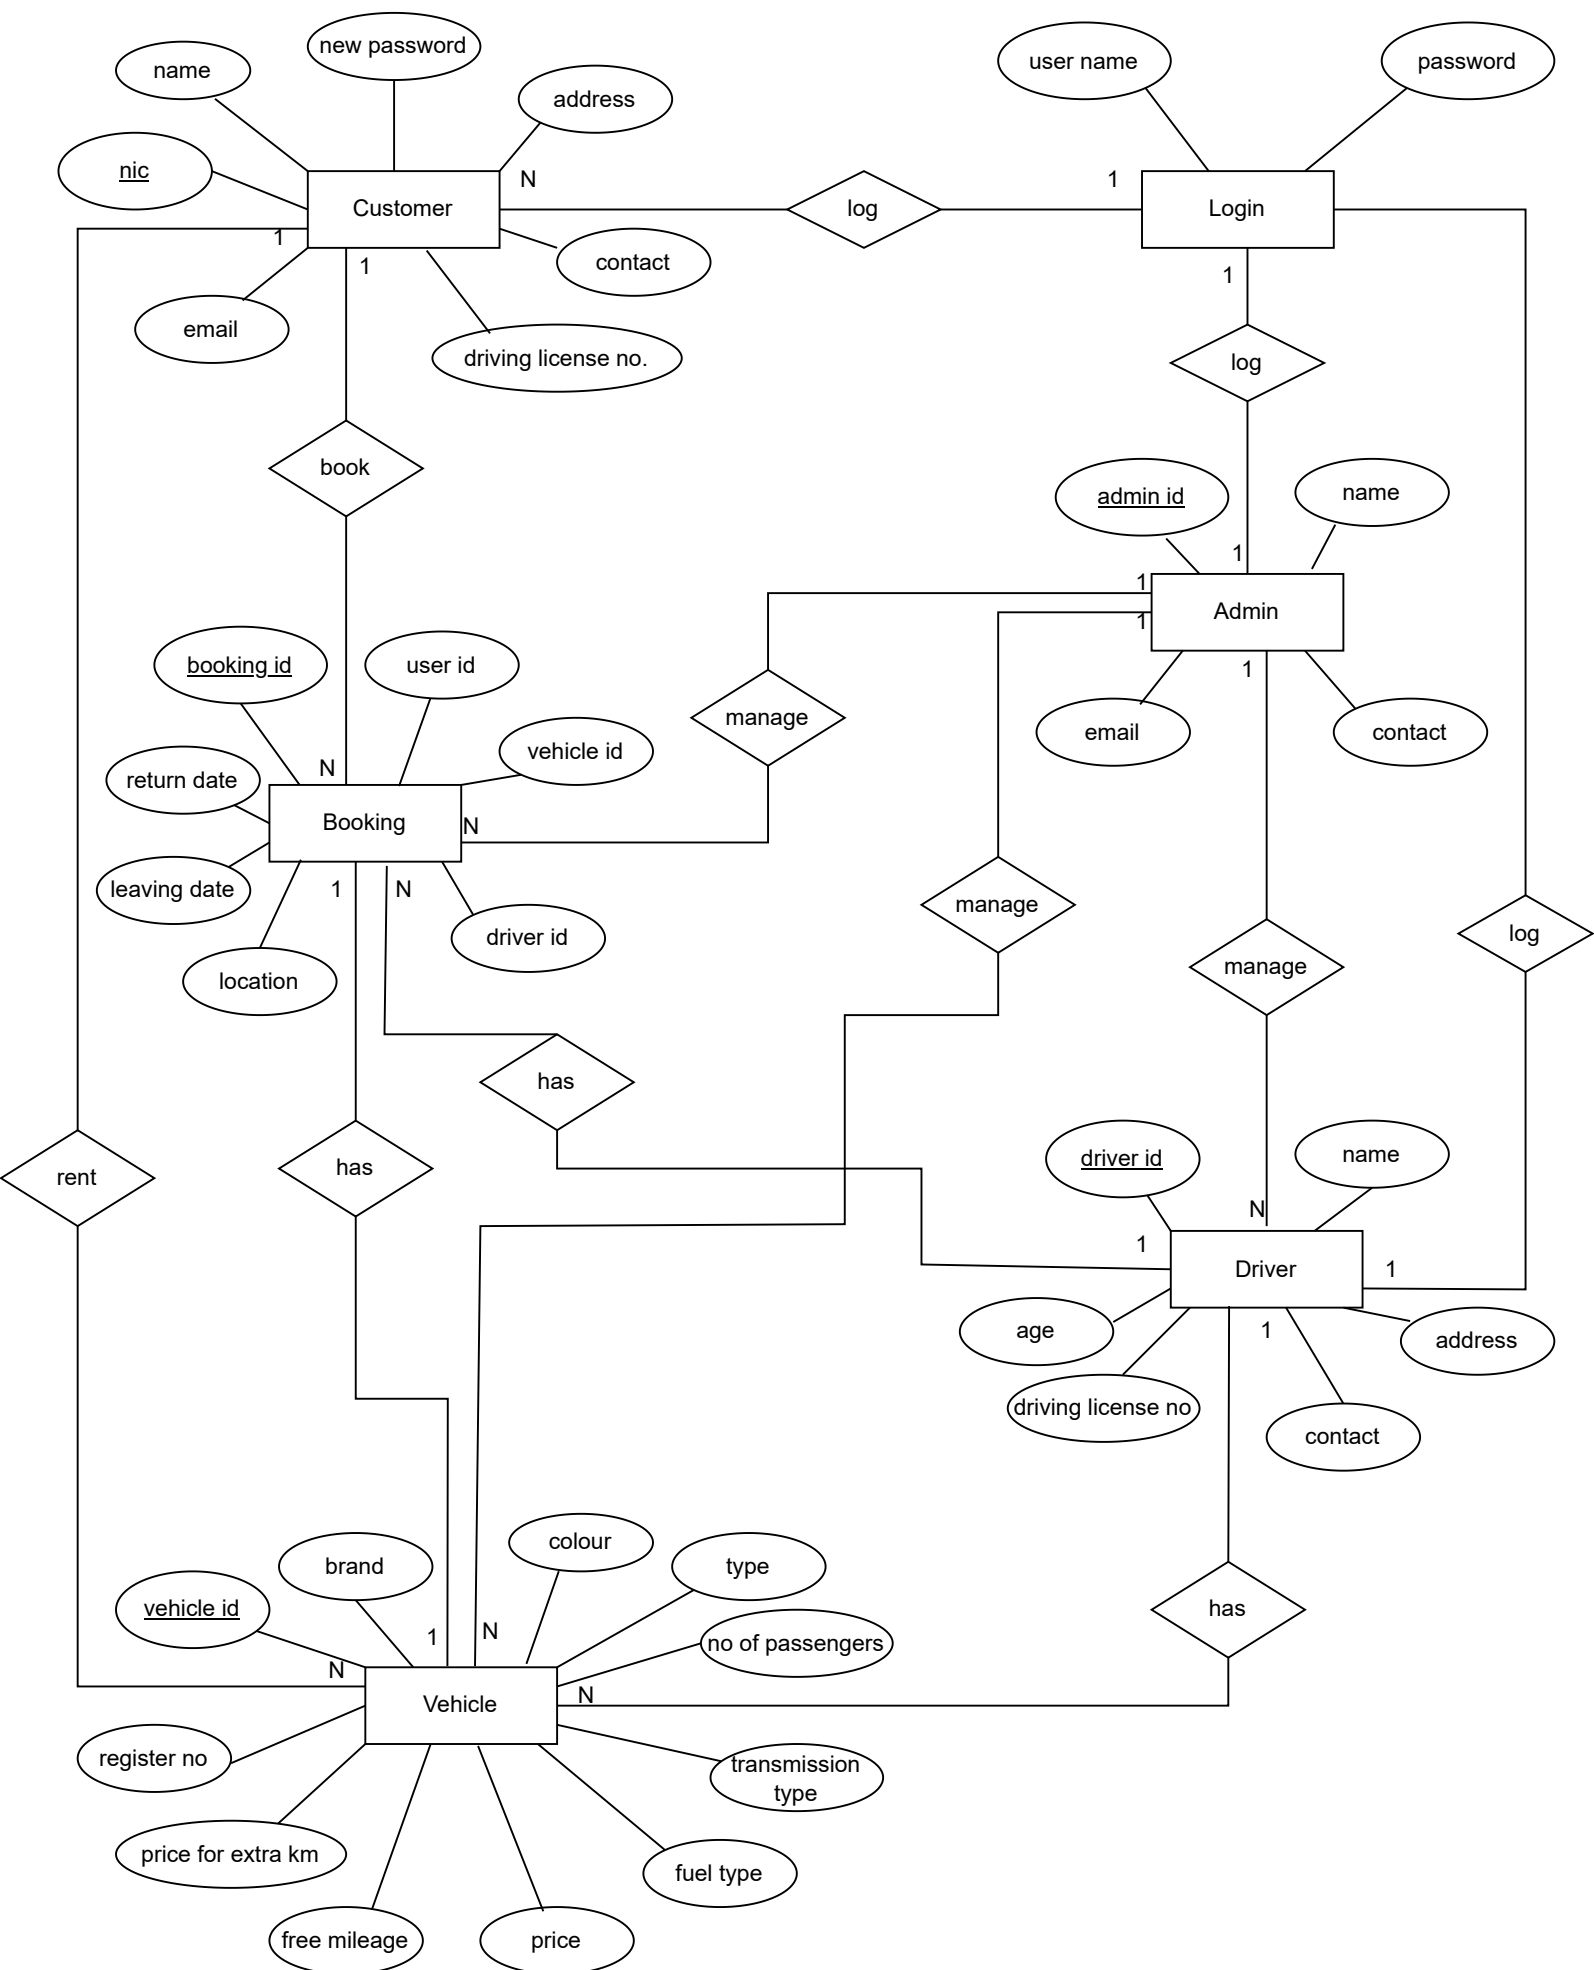 new password
name
user name
password
address
nic
N
1
Customer
log
Login
1
contact
1
1
email
driving license no.
log
book
admin id
name
1
1
Admin
1
booking id
user id
1
manage
email
contact
vehicle id
N
return date
Booking
N
leaving date
1
N
manage
driver id
log
manage
location
has
rent
has
driver id
name
N
1
Driver
1
age
1
address
driving license no
contact
colour
brand
type
vehicle id
has
1
N
no of passengers
N
Vehicle
N
register no
transmission
type
price for extra km
fuel type
free mileage
price